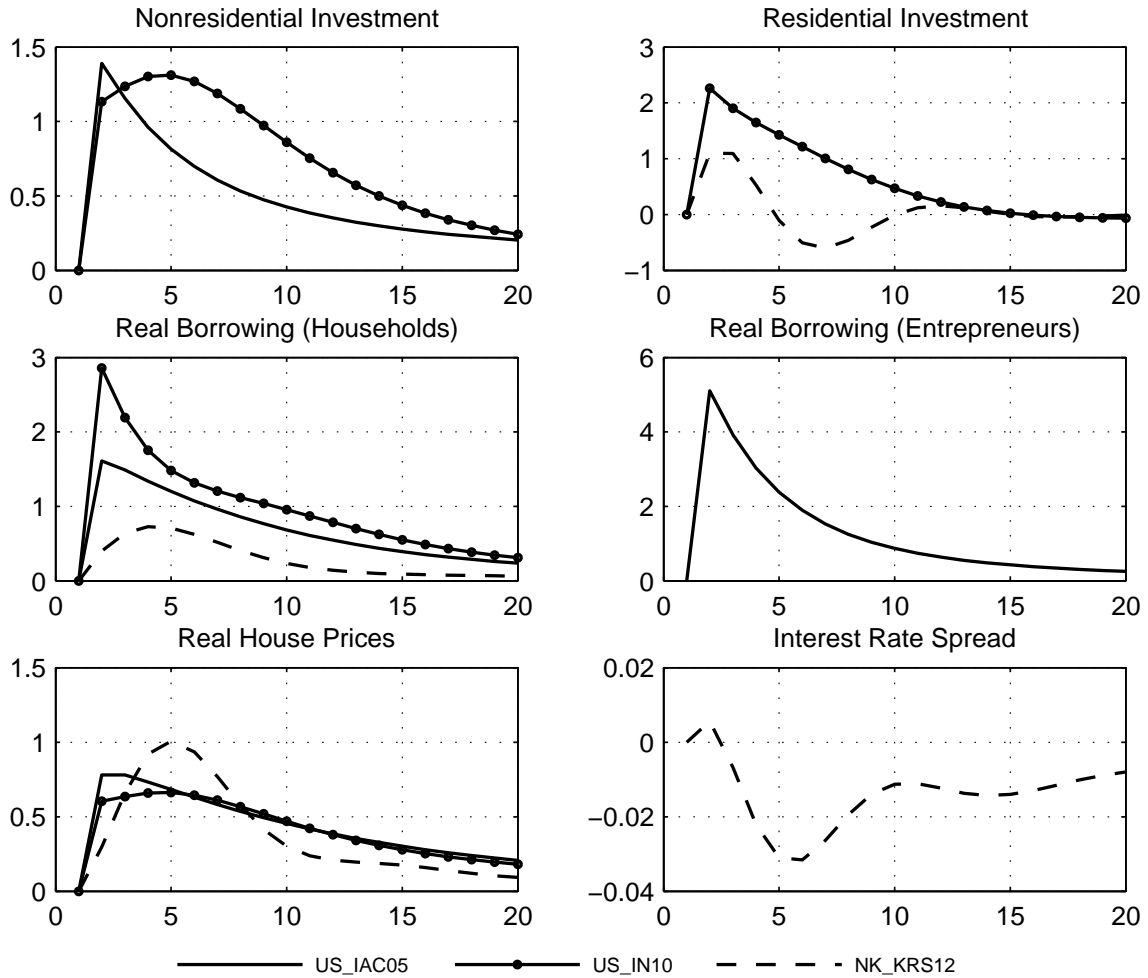 Nonresidential Investment
1.5
1
0.5
0
0 5 10 15 20
Residential Investment
3
2
1
0
−1
0 5 10 15 20
Real Borrowing (Households)
3
2
1
0
0 5 10 15 20
Real Borrowing (Entrepreneurs)
6
4
2
0
0 5 10 15 20
Real House Prices
1.5
1
0.5
0
0 5 10 15 20
Interest Rate Spread
0.02
0
−0.02
−0.04
0 5 10 15 20
US_IAC05 US_IN10 NK_KRS12